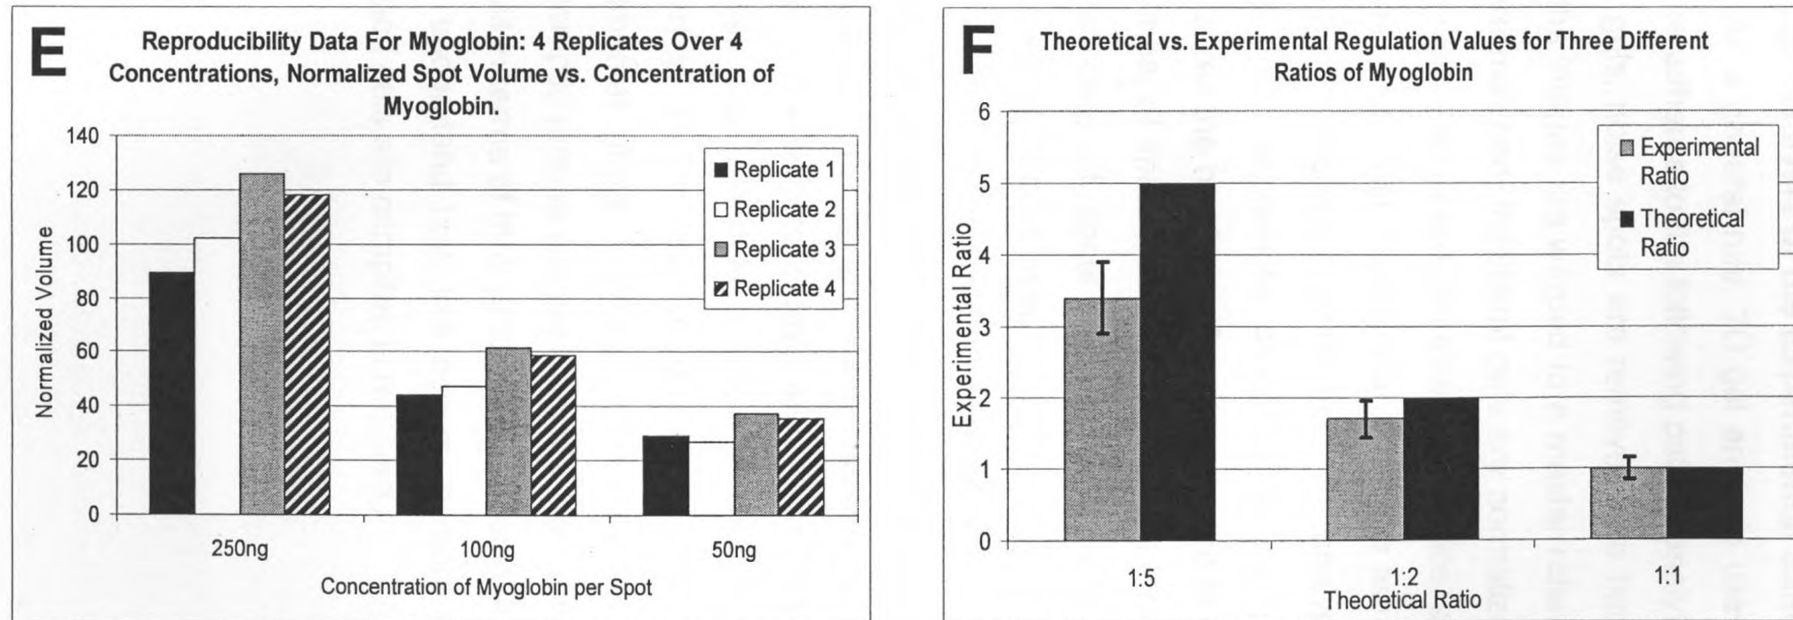 E
Reproducibility Data For Myoglobin: 4 Replicates Over 4
Concentrations, Normalized Spot Volume vs. Concentration of
Myoglobin.
Normalized Volume
140
120
100
80
60
40
20
0
Replicate 1
Replicate 2
Replicate 3
Replicate 4
250ng
100ng
50ng
Concentration of Myoglobin per Spot
F
Theoretical vs. Experimental Regulation Values for Three Different
Ratios of Myoglobin
Experimental Ratio
6
5
4
3
2
1
0
Experimental
Ratio
Theoretical
Ratio
1:5
1:2
1:1
Theoretical Ratio